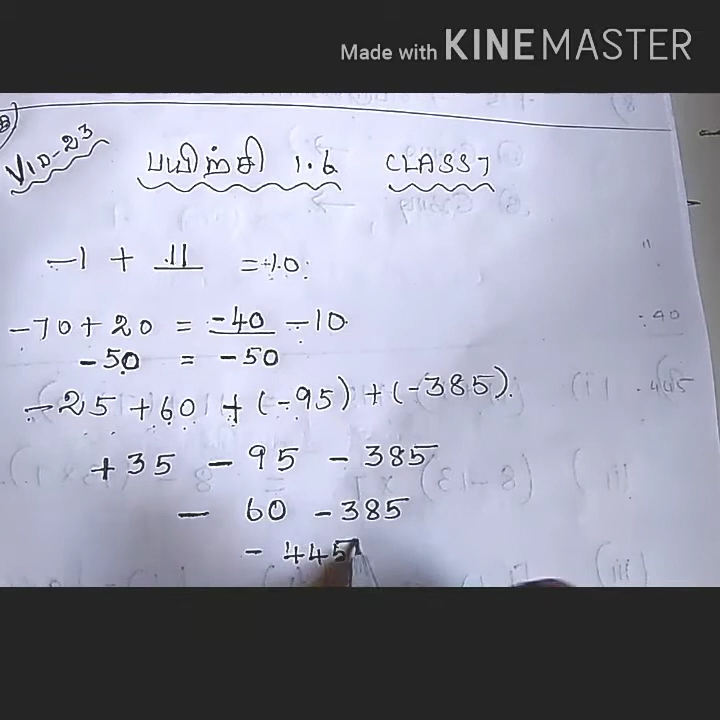 Made with KINEMASTER
VID-23
பயிற்சி 1.6 CLASS 7
-1 + 11 = +10
-70 + 20 = -40 -10
-50 = -50
-25 + 60 + (-95) + (-385).
+35 - 95 - 385
- 60 - 385
- 445